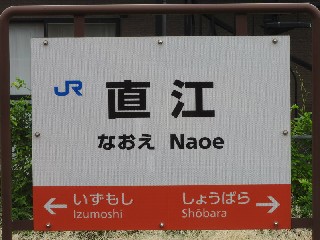 JR
直江
なおえ Naoe
← いずもし しょうばら →
Izumoshi Shōbara